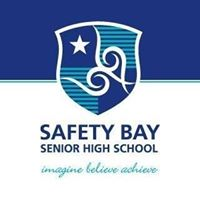 SAFETY BAY
SENIOR HIGH SCHOOL
imagine believe achieve